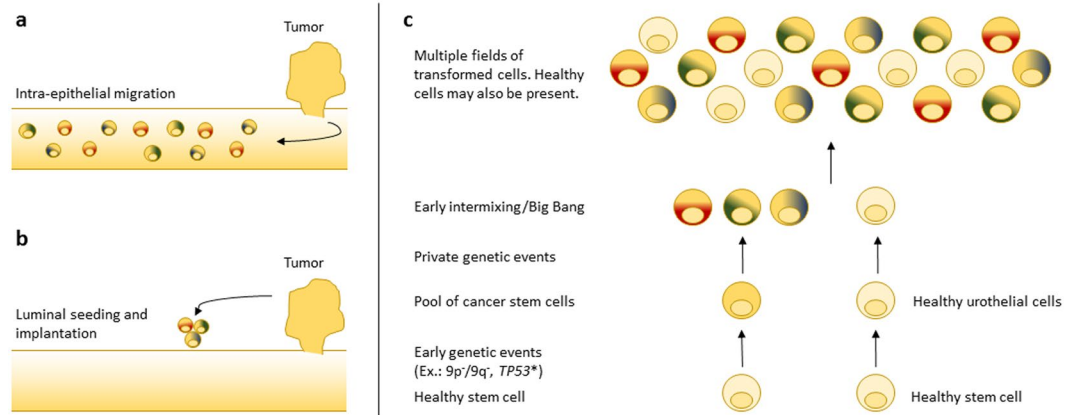 a
Tumor
Intra-epithelial migration
b
Tumor
Luminal seeding and
implantation
c
Multiple fields of
transformed cells. Healthy
cells may also be present.
Early intermixing/Big Bang
Private genetic events
Pool of cancer stem cells
Healthy urothelial cells
Early genetic events
(Ex.: 9p⁻/9q⁻, TP53*)
Healthy stem cell
Healthy stem cell